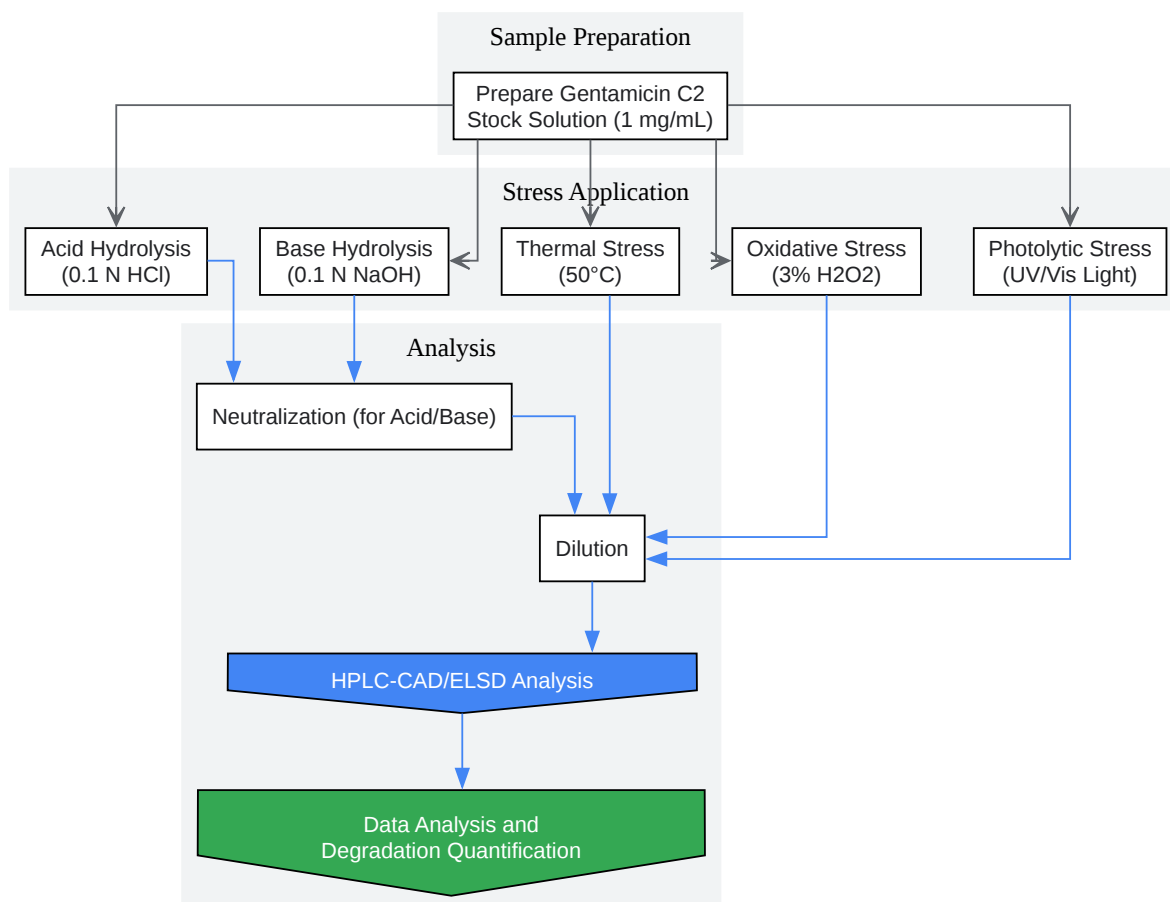 Sample Preparation
Prepare Gentamicin C2
Stock Solution (1 mg/mL)
Stress Application
Acid Hydrolysis
(0.1 N HCl)
Base Hydrolysis
(0.1 N NaOH)
Thermal Stress
(50°C)
Oxidative Stress
(3% H2O2)
Photolytic Stress
(UV/Vis Light)
Analysis
Neutralization (for Acid/Base)
Dilution
HPLC-CAD/ELSD Analysis
Data Analysis and
Degradation Quantification